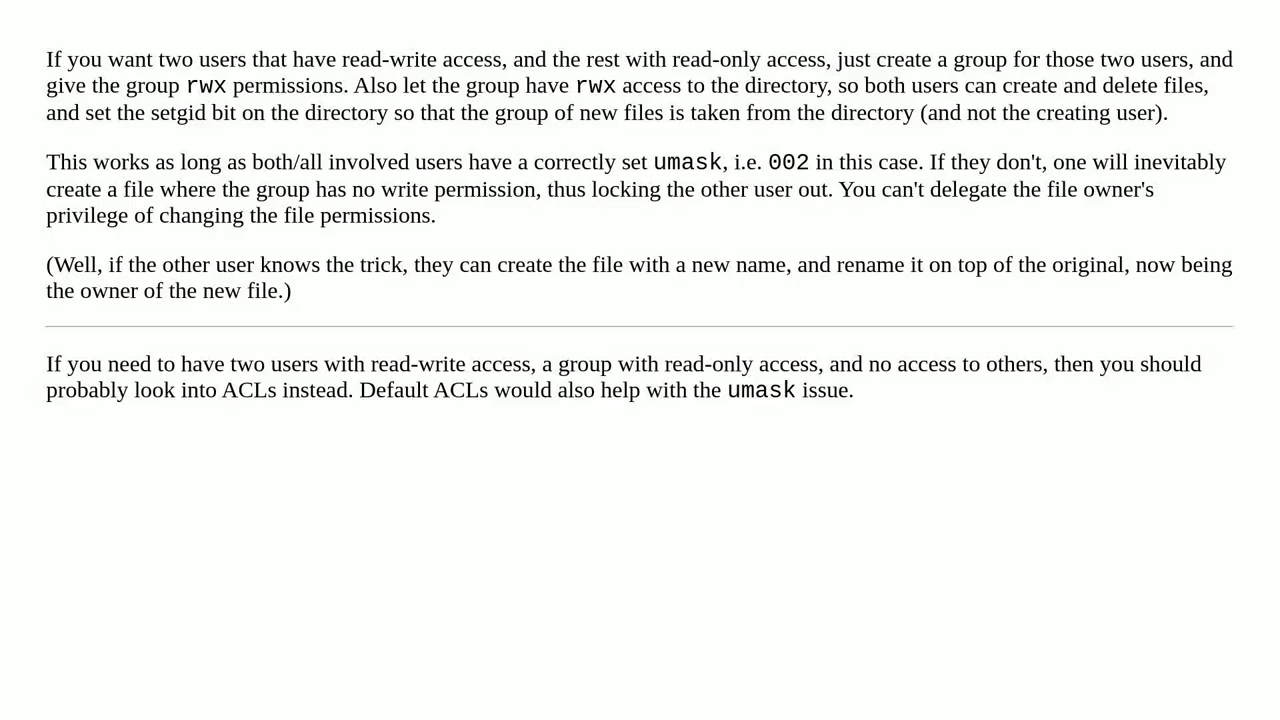 If you want two users that have read-write access, and the rest with read-only access, just create a group for those two users, and
give the group rwx permissions. Also let the group have rwx access to the directory, so both users can create and delete files,
and set the setgid bit on the directory so that the group of new files is taken from the directory (and not the creating user).
This works as long as both/all involved users have a correctly set umask, i.e. 002 in this case. If they don't, one will inevitably
create a file where the group has no write permission, thus locking the other user out. You can't delegate the file owner's
privilege of changing the file permissions.
(Well, if the other user knows the trick, they can create the file with a new name, and rename it on top of the original, now being
the owner of the new file.)
If you need to have two users with read-write access, a group with read-only access, and no access to others, then you should
probably look into ACLs instead. Default ACLs would also help with the umask issue.